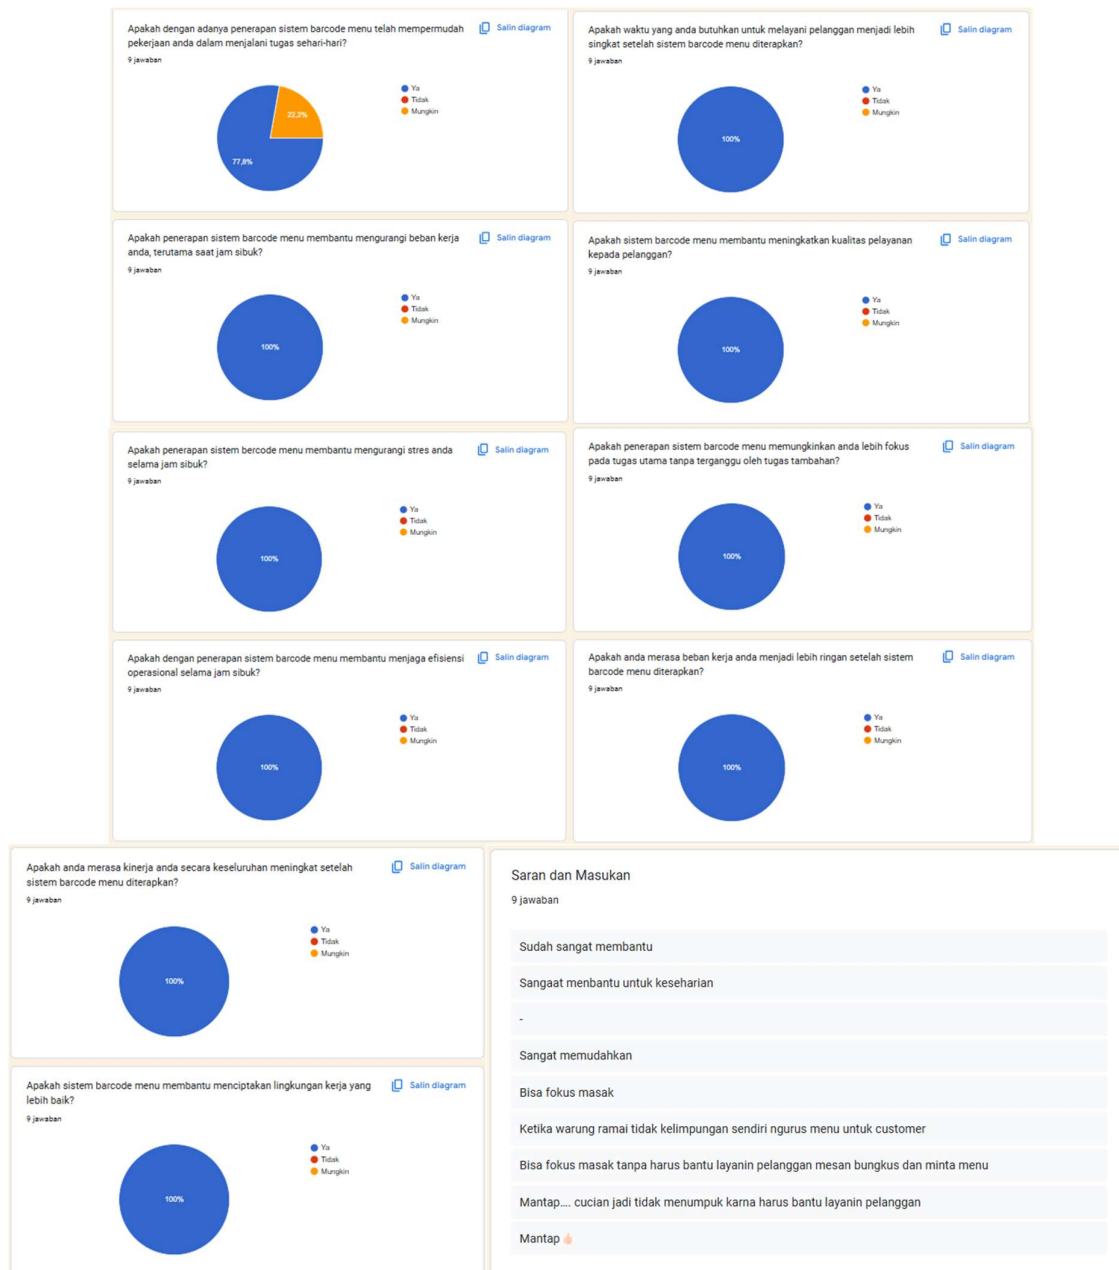 Apakah dengan adanya penerapan sistem barcode menu telah mempermudah
pekerjaan anda dalam menjalani tugas sehari-hari?
Salin diagram
9 jawaban
Ya
Tidak
Mungkin
22,2%
77,8%
Apakah waktu yang anda butuhkan untuk melayani pelanggan menjadi lebih
singkat setelah sistem barcode menu diterapkan?
Salin diagram
9 jawaban
Ya
Tidak
Mungkin
100%
Apakah penerapan sistem barcode menu membantu mengurangi beban kerja
anda, terutama saat jam sibuk?
Salin diagram
9 jawaban
Ya
Tidak
Mungkin
100%
Apakah sistem barcode menu membantu meningkatkan kualitas pelayanan
kepada pelanggan?
Salin diagram
9 jawaban
Ya
Tidak
Mungkin
100%
Apakah penerapan sistem bercode menu membantu mengurangi stres anda
selama jam sibuk?
Salin diagram
9 jawaban
Ya
Tidak
Mungkin
100%
Apakah penerapan sistem barcode menu memungkinkan anda lebih fokus
pada tugas utama tanpa terganggu oleh tugas tambahan?
Salin diagram
9 jawaban
Ya
Tidak
Mungkin
100%
Apakah dengan penerapan sistem barcode menu membantu menjaga efisiensi
operasional selama jam sibuk?
Salin diagram
9 jawaban
Ya
Tidak
Mungkin
100%
Apakah anda merasa beban kerja anda menjadi lebih ringan setelah sistem
barcode menu diterapkan?
Salin diagram
9 jawaban
Ya
Tidak
Mungkin
100%
Apakah anda merasa kinerja anda secara keseluruhan meningkat setelah
sistem barcode menu diterapkan?
Salin diagram
9 jawaban
Ya
Tidak
Mungkin
100%
Apakah sistem barcode menu membantu menciptakan lingkungan kerja yang
lebih baik?
Salin diagram
9 jawaban
Ya
Tidak
Mungkin
100%
Saran dan Masukan
9 jawaban
Sudah sangat membantu
Sangaat menbantu untuk keseharian
-
Sangat memudahkan
Bisa fokus masak
Ketika warung ramai tidak kelimpungan sendiri ngurus menu untuk customer
Bisa fokus masak tanpa harus bantu layanin pelanggan mesan bungkus dan minta menu
Mantap.... cucian jadi tidak menumpuk karna harus bantu layanin pelanggan
Mantap👍🏻